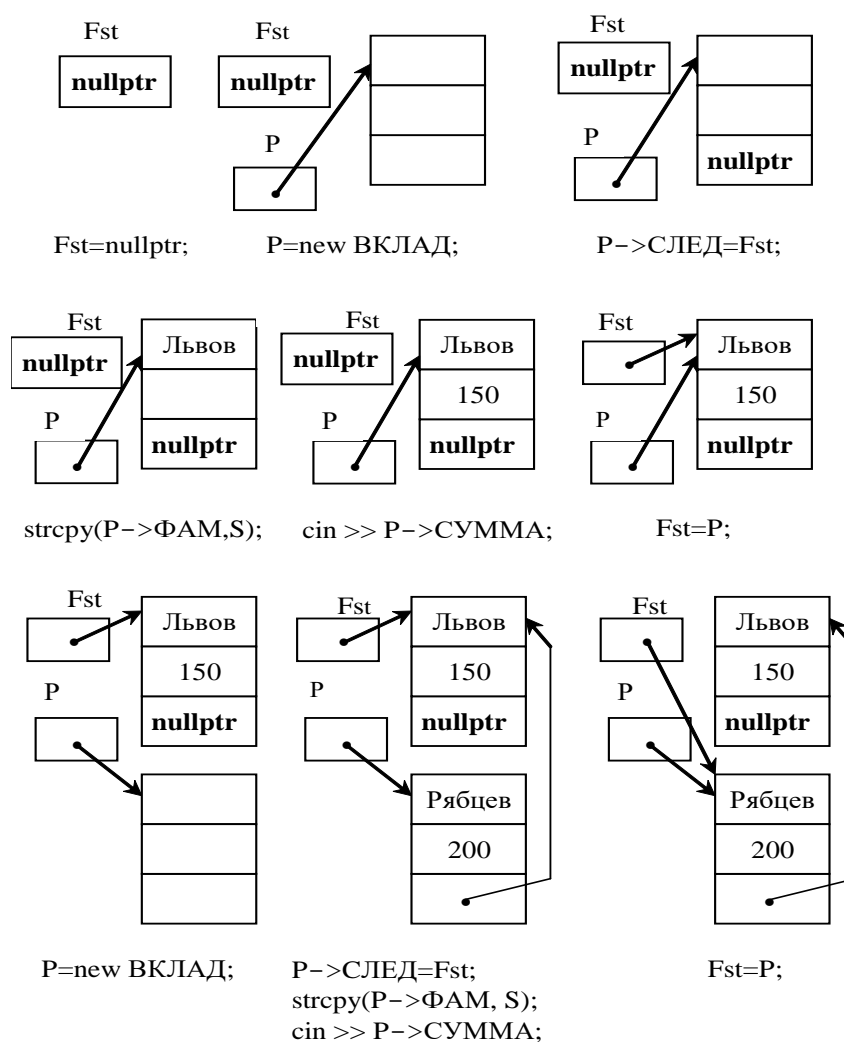 Fst
Fst
Fst
nullptr
nullptr
nullptr
P
P
nullptr
Fst=nullptr;
P=new ВКЛАД;
P->СЛЕД=Fst;
Fst
Fst
Fst
nullptr
Львов
nullptr
Львов
Львов
150
150
P
P
P
nullptr
nullptr
nullptr
strcpy(P->ФАМ,S);
cin >> P->СУММА;
Fst=P;
Fst
Fst
Fst
Львов
Львов
Львов
150
150
150
P
P
P
nullptr
nullptr
nullptr
Рябцев
Рябцев
200
200
P=new ВКЛАД;
P->СЛЕД=Fst;
strcpy(P->ФАМ, S);
cin >> P->СУММА;
Fst=P;